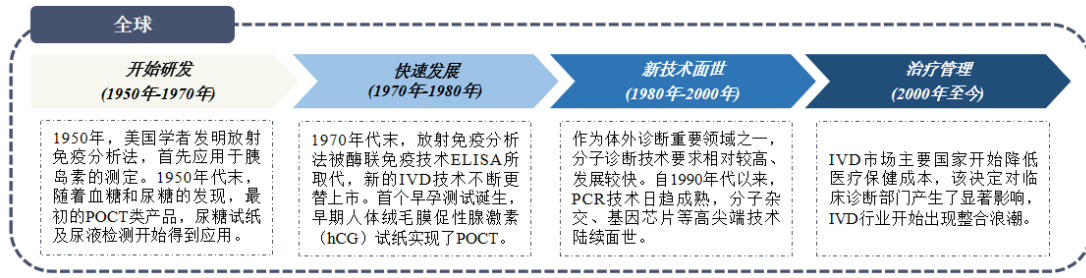 全球
开始研发
(1950年-1970年)
快速发展
(1970年-1980年)
新技术面世
(1980年-2000年)
治疗管理
(2000年至今)
1950年，美国学者发明放射
免疫分析法，首先应用于胰
岛素的测定。1950年代末，
随着血糖和尿糖的发现，最
初的POCT类产品，尿糖试纸
及尿液检测开始得到应用。
1970年代末，放射免疫分析
法被酶联免疫技术ELISA所
取代，新的IVD技术不断更
替上市。首个早孕测试诞生，
早期人体绒毛膜促性腺激素
（hCG）试纸实现了POCT。
作为体外诊断重要领域之一，
分子诊断技术要求相对较高、
发展较快。自1990年代以来，
PCR技术日趋成熟，分子杂
交、基因芯片等高尖端技术
陆续面世。
IVD市场主要国家开始降低
医疗保健成本，该决定对临
床诊断部门产生了显著影响，
IVD行业开始出现整合浪潮。